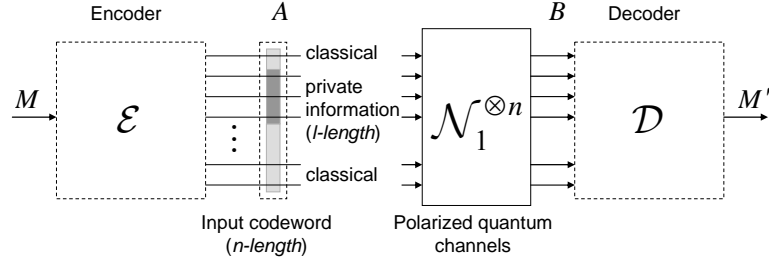 Encoder
A
B
Decoder
classical
private
information
(l-length)
classical
M
ℰ
⋮
𝒩₁^⊗n
𝒟
M'
Input codeword
(n-length)
Polarized quantum
channels